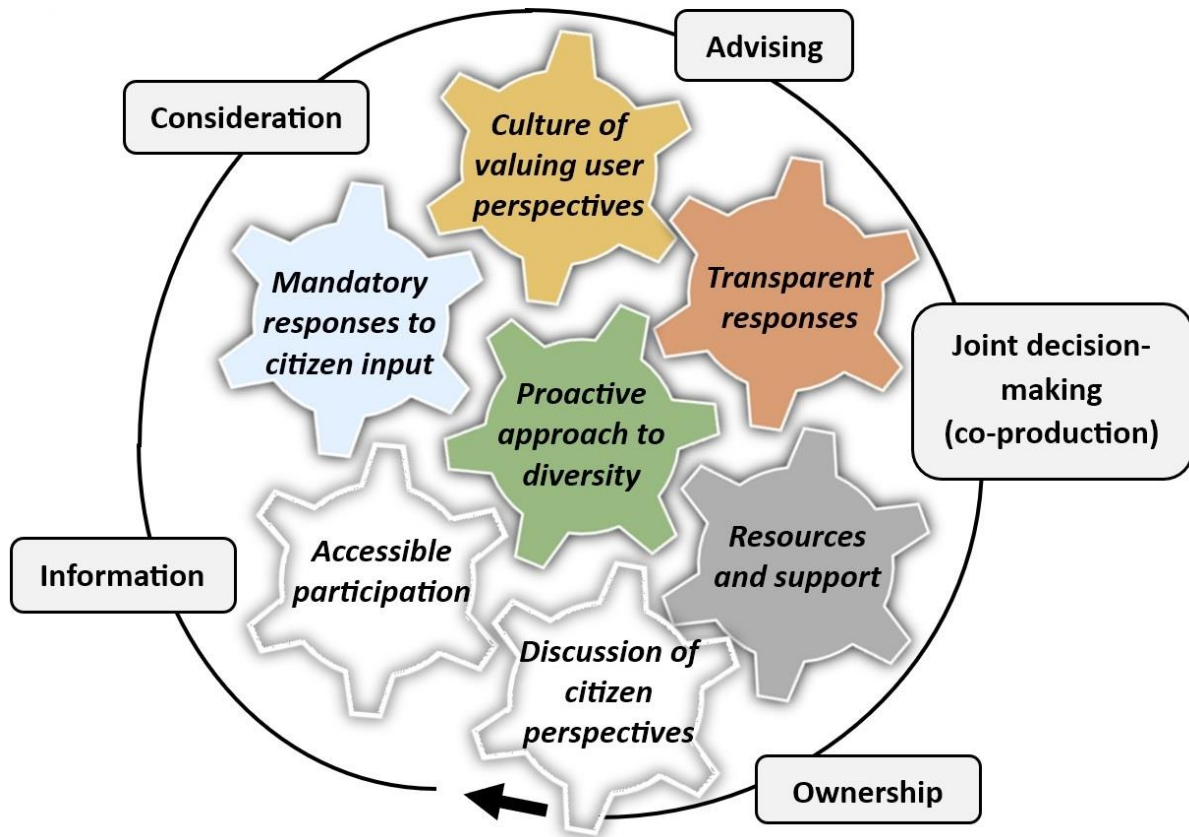 Advising
Consideration
Culture of
valuing user
perspectives
Mandatory
responses to
citizen input
Transparent
responses
Joint decision-
making
(co-production)
Proactive
approach to
diversity
Accessible
participation
Resources
and support
Information
Discussion of
citizen
perspectives
Ownership